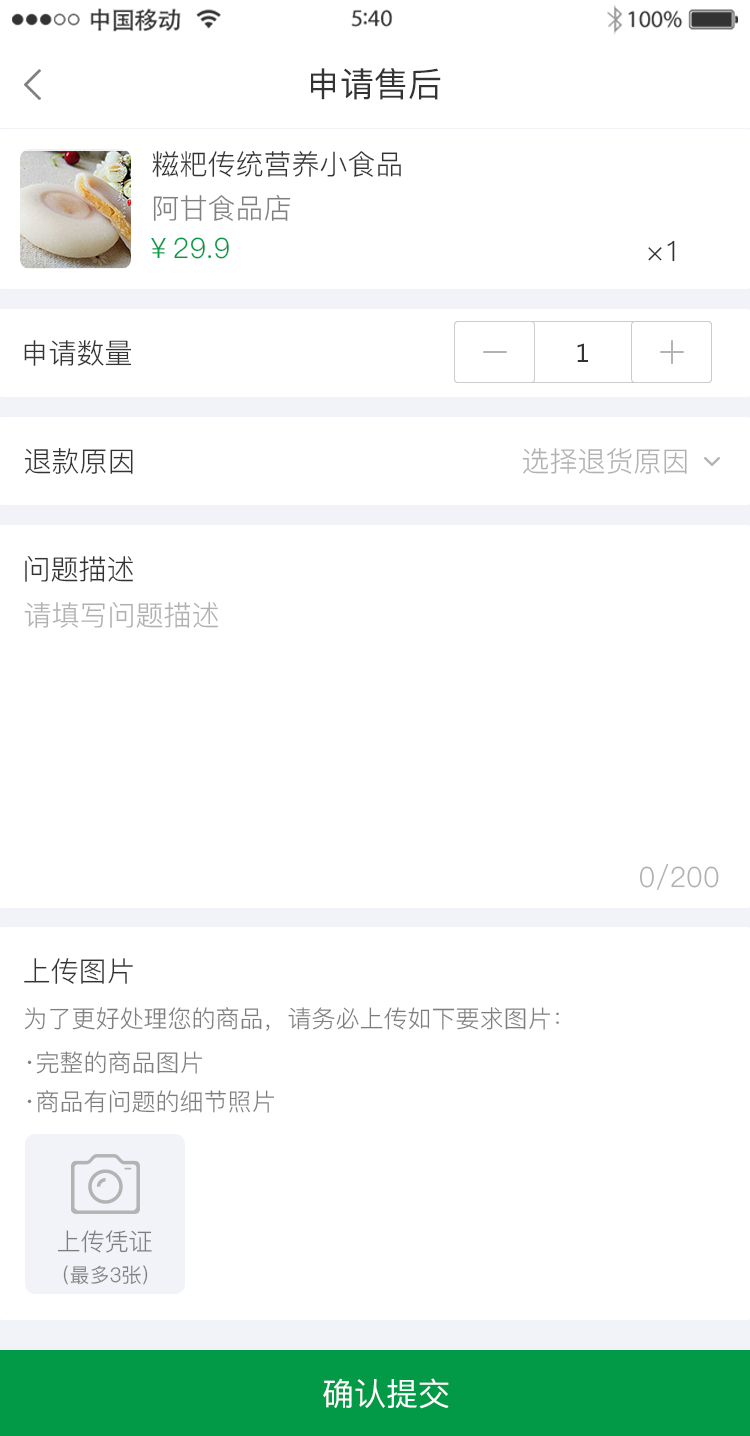 中国移动 5:40 100%
申请售后
糍粑传统营养小食品
阿甘食品店
¥ 29.9
×1
申请数量 1
退款原因 选择退货原因
问题描述
请填写问题描述
0/200
上传图片
为了更好处理您的商品，请务必上传如下要求图片：
·完整的商品图片
·商品有问题的细节照片
上传凭证
（最多3张）
确认提交